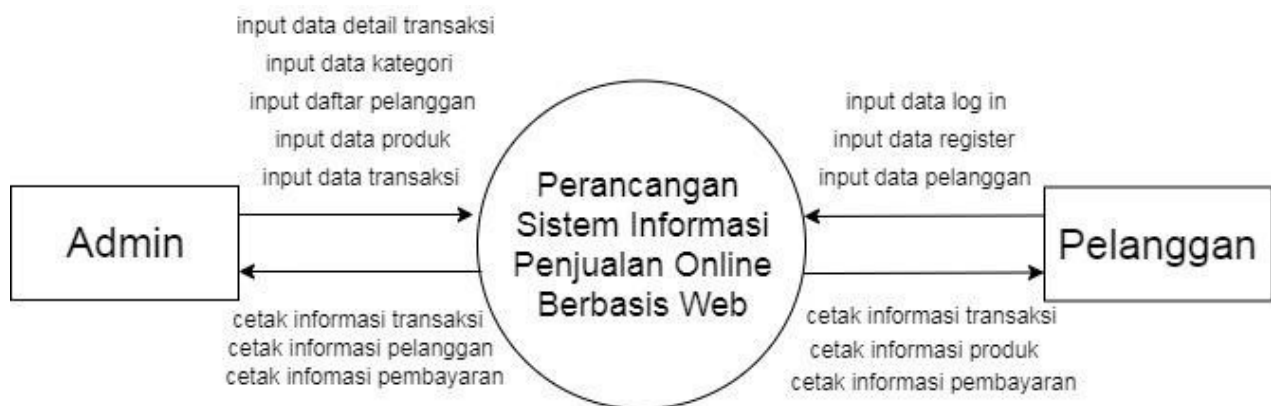 input data detail transaksi
input data kategori
input daftar pelanggan
input data produk
input data transaksi
Admin
cetak informasi transaksi
cetak informasi pelanggan
cetak infomasi pembayaran
Perancangan
Sistem Informasi
Penjualan Online
Berbasis Web
input data log in
input data register
input data pelanggan
Pelanggan
cetak informasi transaksi
cetak informasi produk
cetak informasi pembayaran